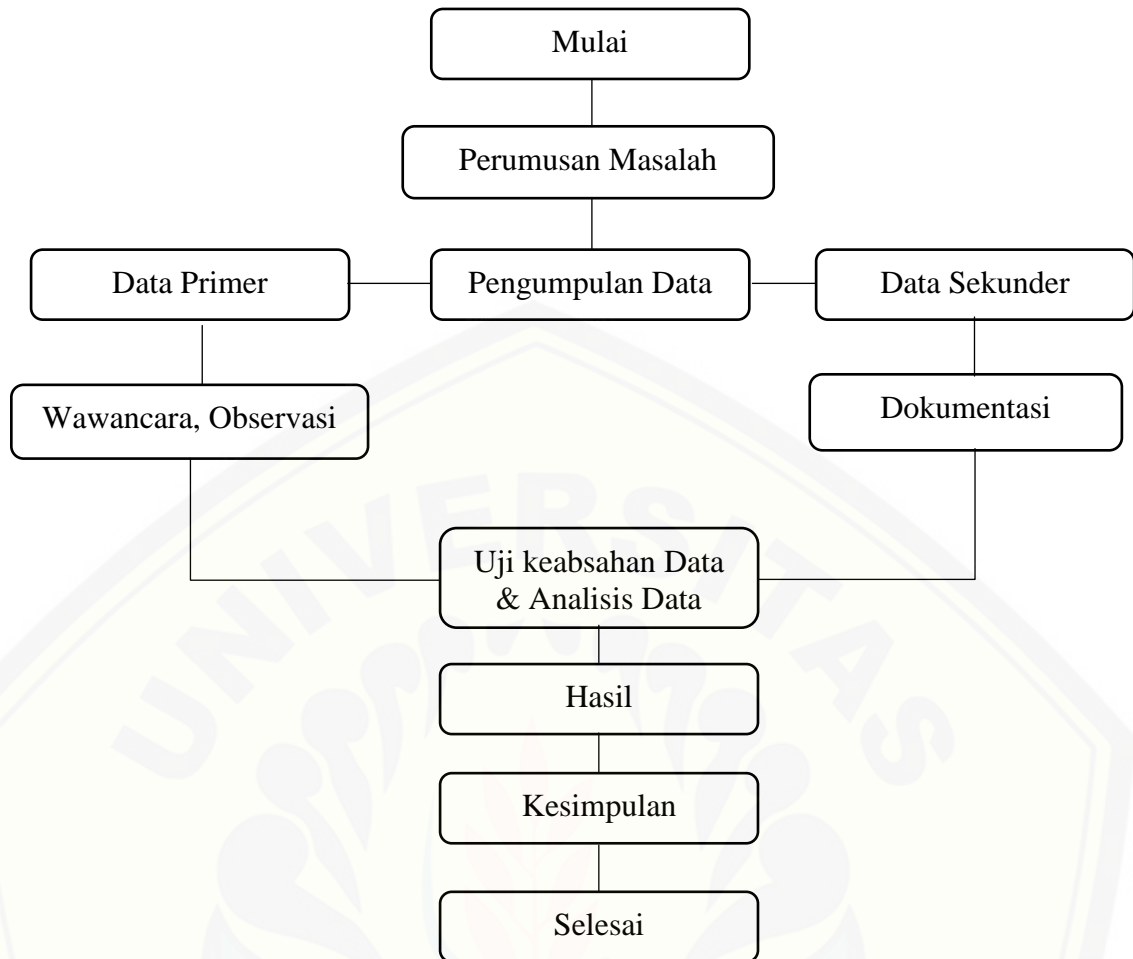 Mulai
Perumusan Masalah
Data Primer
Pengumpulan Data
Data Sekunder
Wawancara, Observasi
Dokumentasi
UNIVERSITAS
Uji keabsahan Data
& Analisis Data
Hasil
Kesimpulan
Selesai